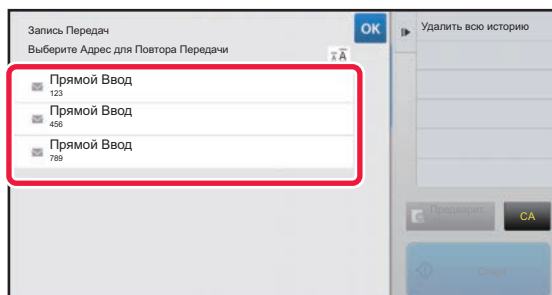 Запись Передач
OK
Выберите Адрес для Повтора Передачи
Прямой Ввод
123
Прямой Ввод
456
Прямой Ввод
789
Удалить всю историю
Предварит.
CA
Старт